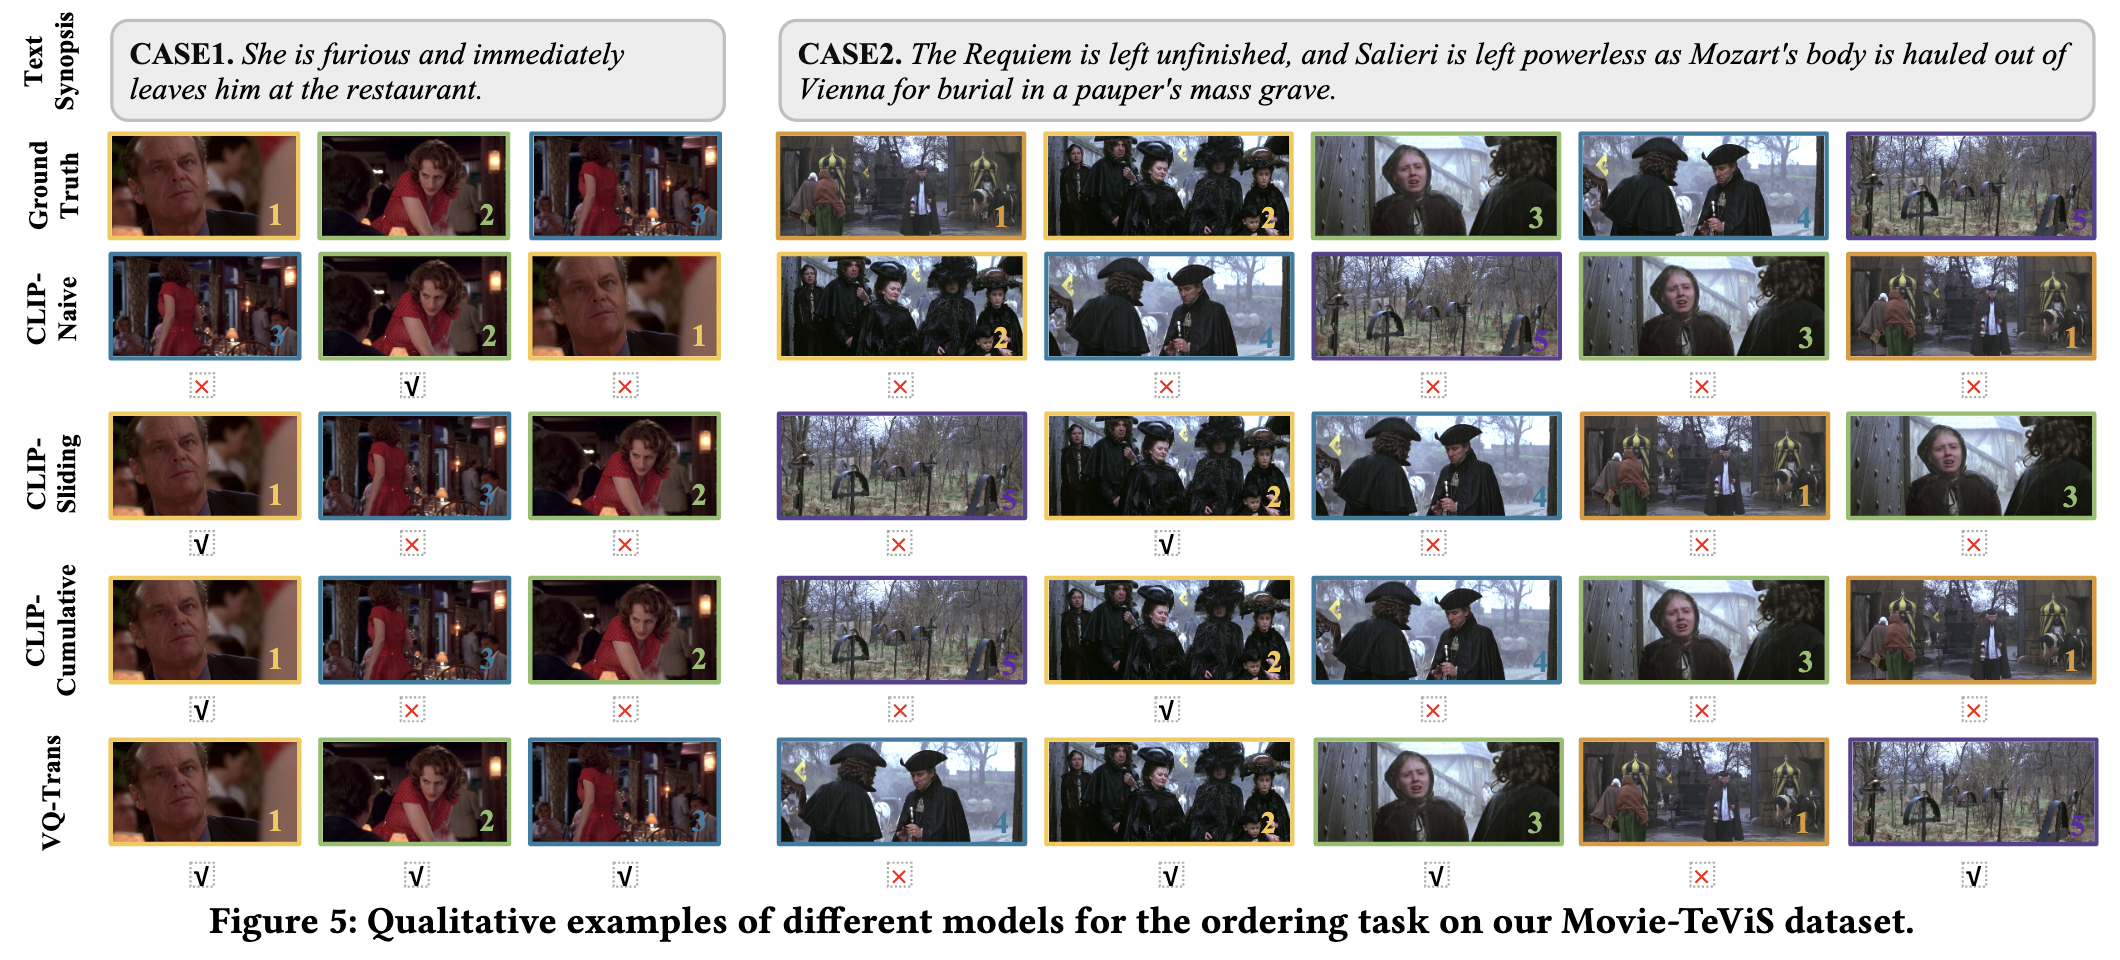 Text
Synopsis
CASE1. She is furious and immediately
leaves him at the restaurant.
CASE2. The Requiem is left unfinished, and Salieri is left powerless as Mozart's body is hauled out of
Vienna for burial in a pauper's mass grave.
Ground
Truth
1 2 3 1 2 3 4 5
CLIP-
Naive
3 2 1 2 4 5 3 1
× √ × × × × × ×
CLIP-
Sliding
1 3 2 5 2 4 1 3
√ × × × √ × × ×
CLIP-
Cumulative
1 3 2 5 2 4 3 1
√ × × × √ × × ×
VQ-Trans
1 2 3 4 2 3 1 5
√ √ √ × √ √ × √
Figure 5: Qualitative examples of different models for the ordering task on our Movie-TeViS dataset.